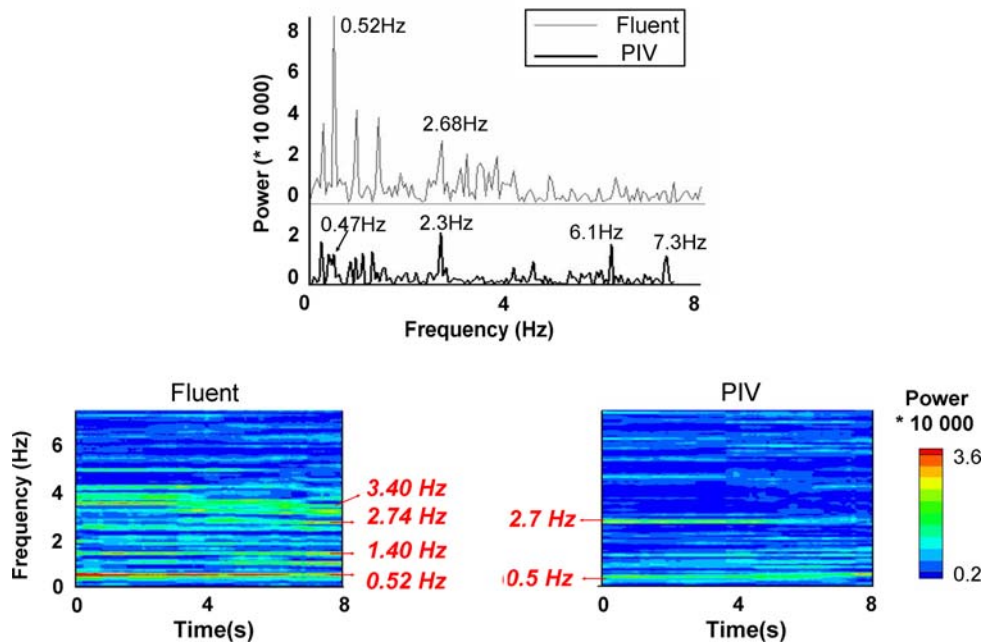 0.52Hz
Fluent
PIV
8
6
4
2
0
2
0
Power (* 10 000)
2.68Hz
0.47Hz
2.3Hz
6.1Hz
7.3Hz
0
4
8
Frequency (Hz)
Fluent
6
4
2
0
Frequency (Hz)
3.40 Hz
2.74 Hz
1.40 Hz
0.52 Hz
0
4
8
Time(s)
PIV
2.7 Hz
0.5 Hz
0
4
8
Time(s)
Power
* 10 000
3.6
0.2